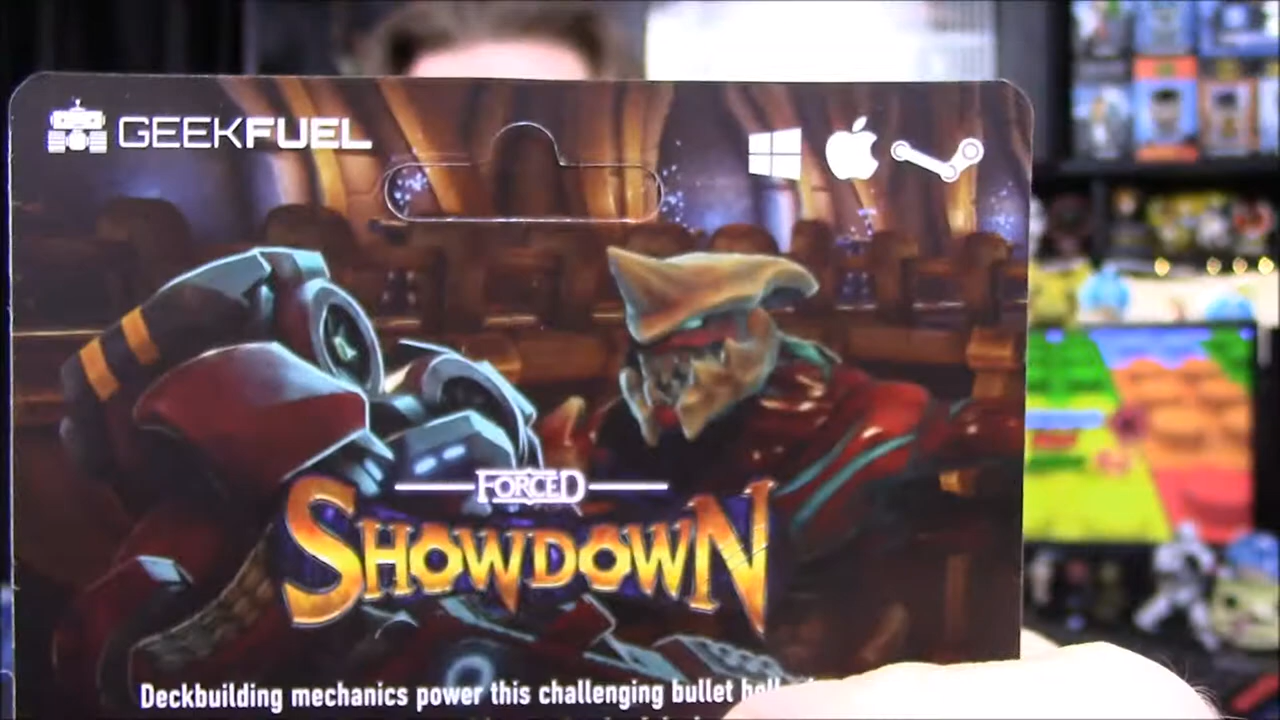 GEEKFUEL
FORCED
SHOWDOWN
Deckbuilding mechanics power this challenging bullet